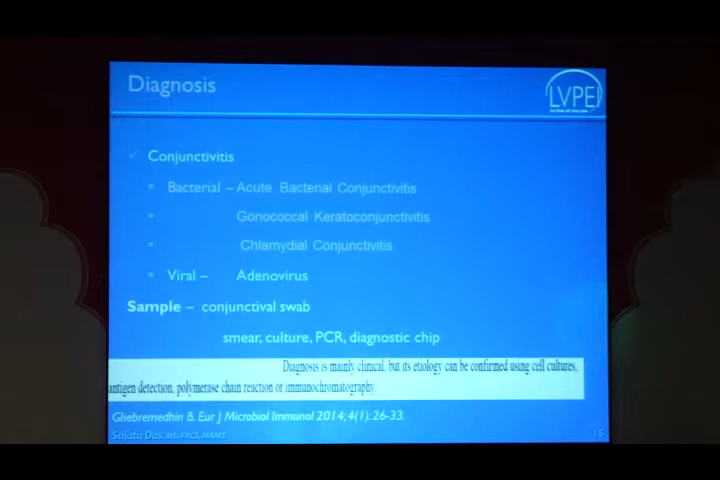 Diagnosis
LVPEI
✓ Conjunctivitis
▪ Bacterial – Acute Bacterial Conjunctivitis
▪ Gonococcal Keratoconjunctivitis
▪ Chlamydial Conjunctivitis
▪ Viral – Adenovirus
Sample – conjunctival swab
smear, culture, PCR, diagnostic chip
Diagnosis is mainly clinical, but its etiology can be confirmed using cell cultures,
antigen detection, polymerase chain reaction or immunochromatography.
Ghebremedhin B. Eur J Microbiol Immunol 2014;4(1):26-33.
Sujata Das, MS, FRCS, MAMS
15